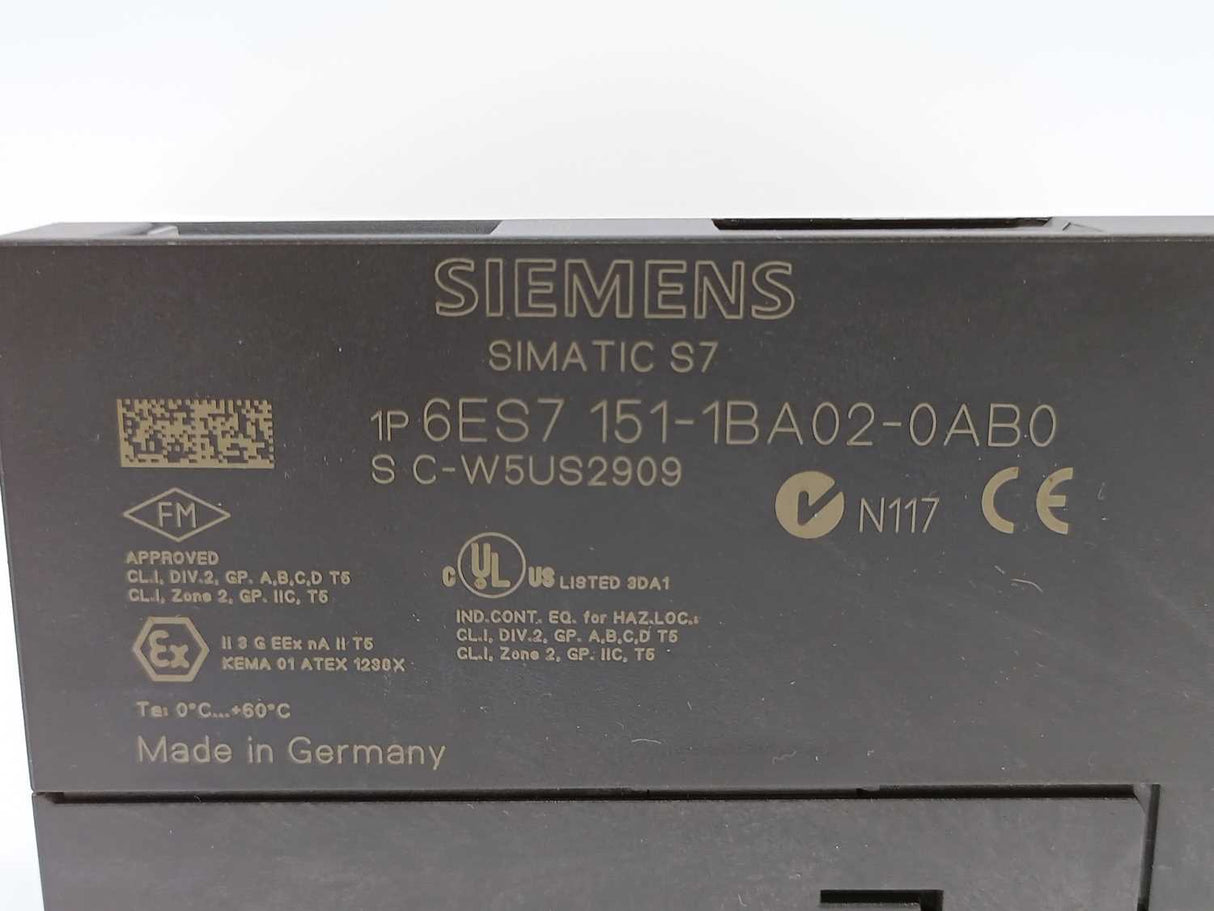 SIEMENS
SIMATIC S7
1P 6ES7 151-1BA02-0AB0
S C-W5US2909
N117 CE
FM
APPROVED
CL.I, DIV.2, GP. A,B,C,D T5
CL.I, Zone 2, GP. IIC, T5
C UL US LISTED 3DA1
IND.CONT. EQ. for HAZ.LOC.:
CL.I, DIV.2, GP. A,B,C,D T5
CL.I, Zone 2, GP. IIC, T5
Ex II 3 G EEx nA II T5
KEMA 01 ATEX 1238X
Ta: 0°C...+60°C
Made in Germany